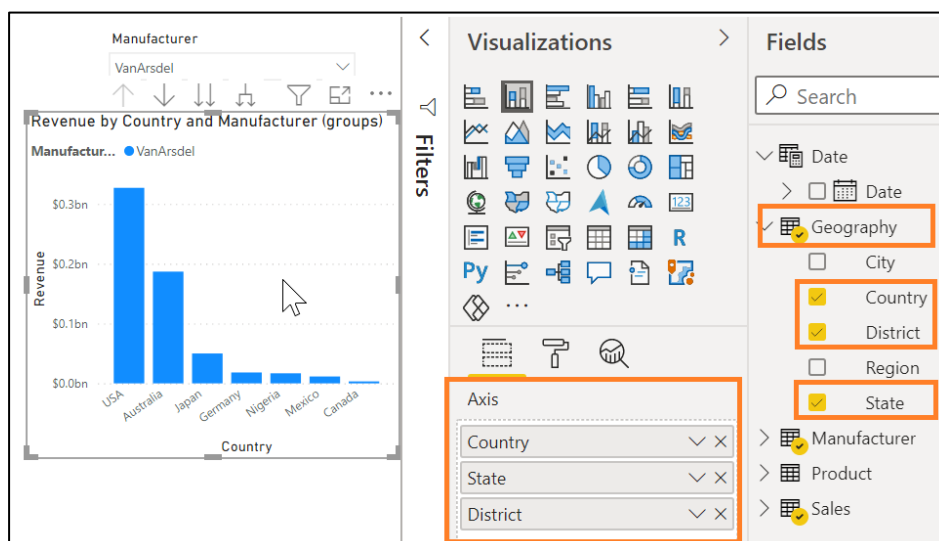 Manufacturer
VanArsdel
Revenue by Country and Manufacturer (groups)
Manufactur... VanArsdel
$0.3bn
$0.2bn
$0.1bn
$0.0bn
Revenue
USA
Australia
Japan
Germany
Nigeria
Mexico
Canada
Country
Filters
Visualizations
123
R
Py
...
Axis
Country
State
District
Fields
Search
Date
Date
Geography
City
Country
District
Region
State
Manufacturer
Product
Sales